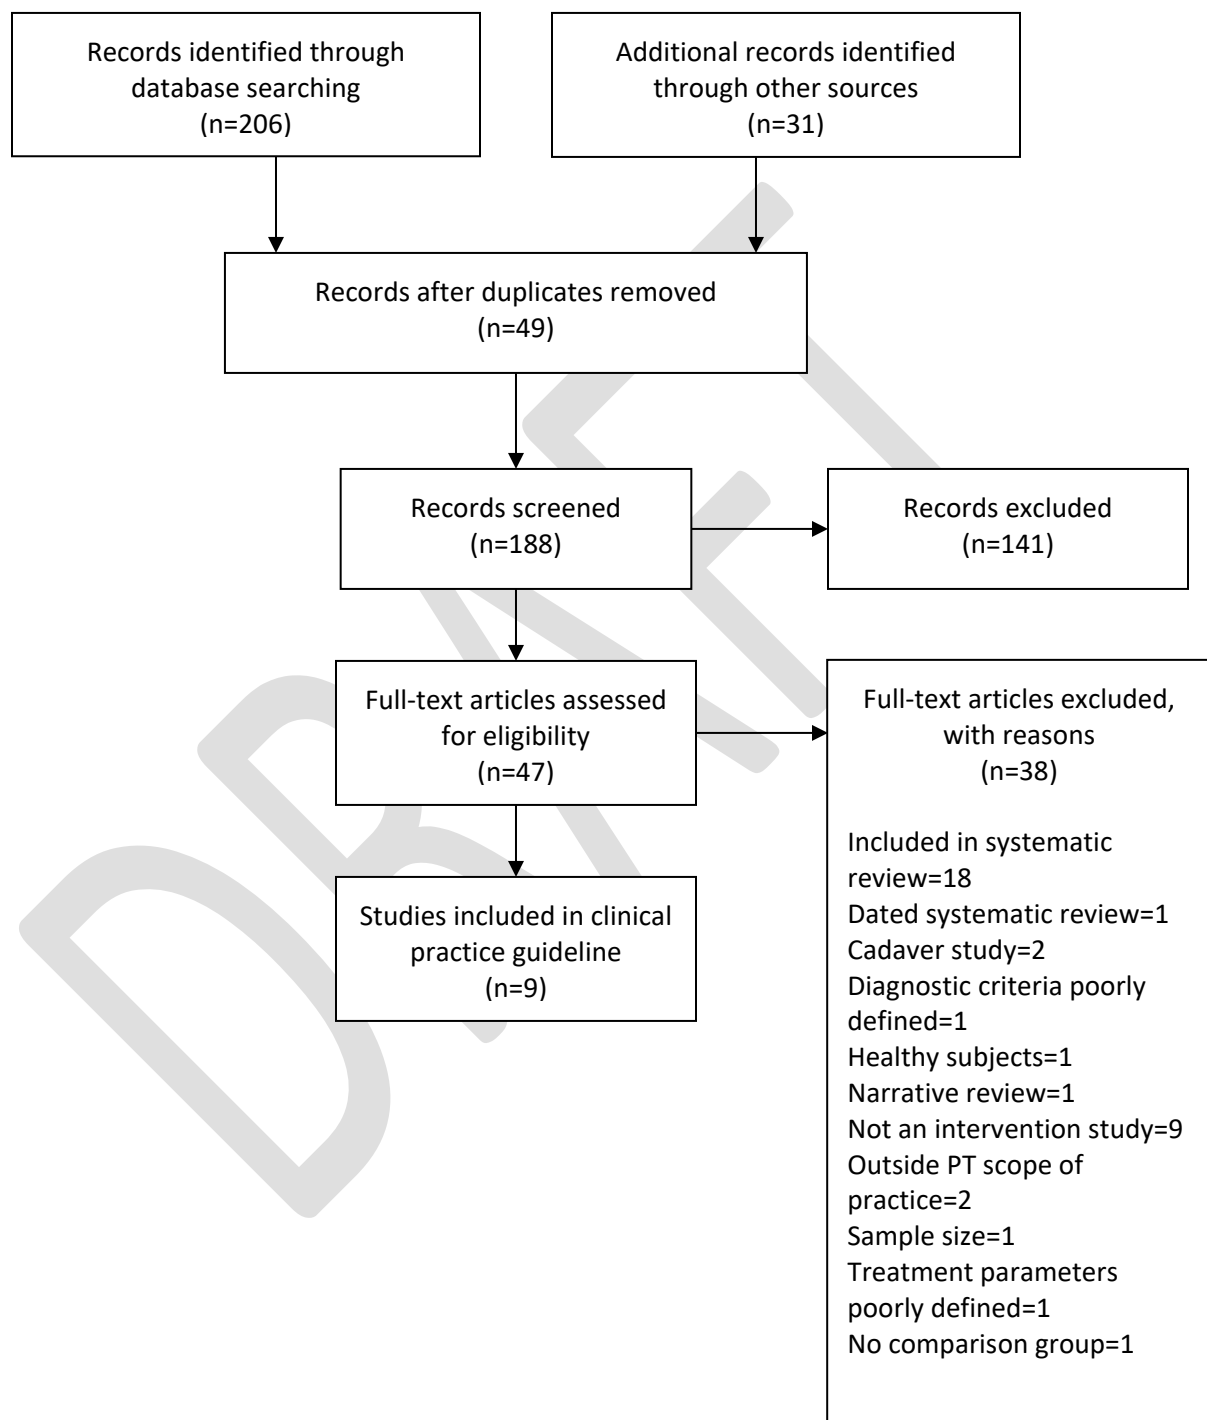 Records identified through
database searching
(n=206)
Additional records identified
through other sources
(n=31)
Records after duplicates removed
(n=49)
Records screened
(n=188)
Records excluded
(n=141)
Full-text articles assessed
for eligibility
(n=47)
Full-text articles excluded,
with reasons
(n=38)
Included in systematic
review=18
Dated systematic review=1
Cadaver study=2
Diagnostic criteria poorly
defined=1
Healthy subjects=1
Narrative review=1
Not an intervention study=9
Outside PT scope of
practice=2
Sample size=1
Treatment parameters
poorly defined=1
No comparison group=1
Studies included in clinical
practice guideline
(n=9)
DRAFT